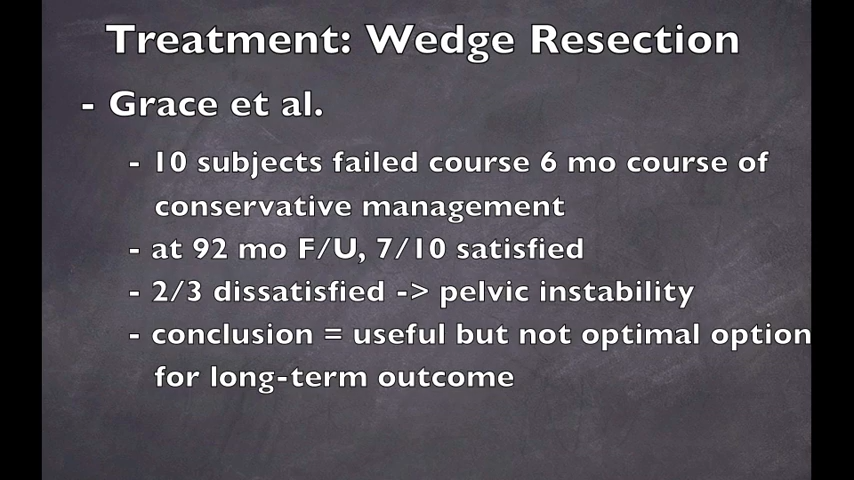 Treatment: Wedge Resection
- Grace et al.
- 10 subjects failed course 6 mo course of
conservative management
- at 92 mo F/U, 7/10 satisfied
- 2/3 dissatisfied -> pelvic instability
- conclusion = useful but not optimal option
for long-term outcome